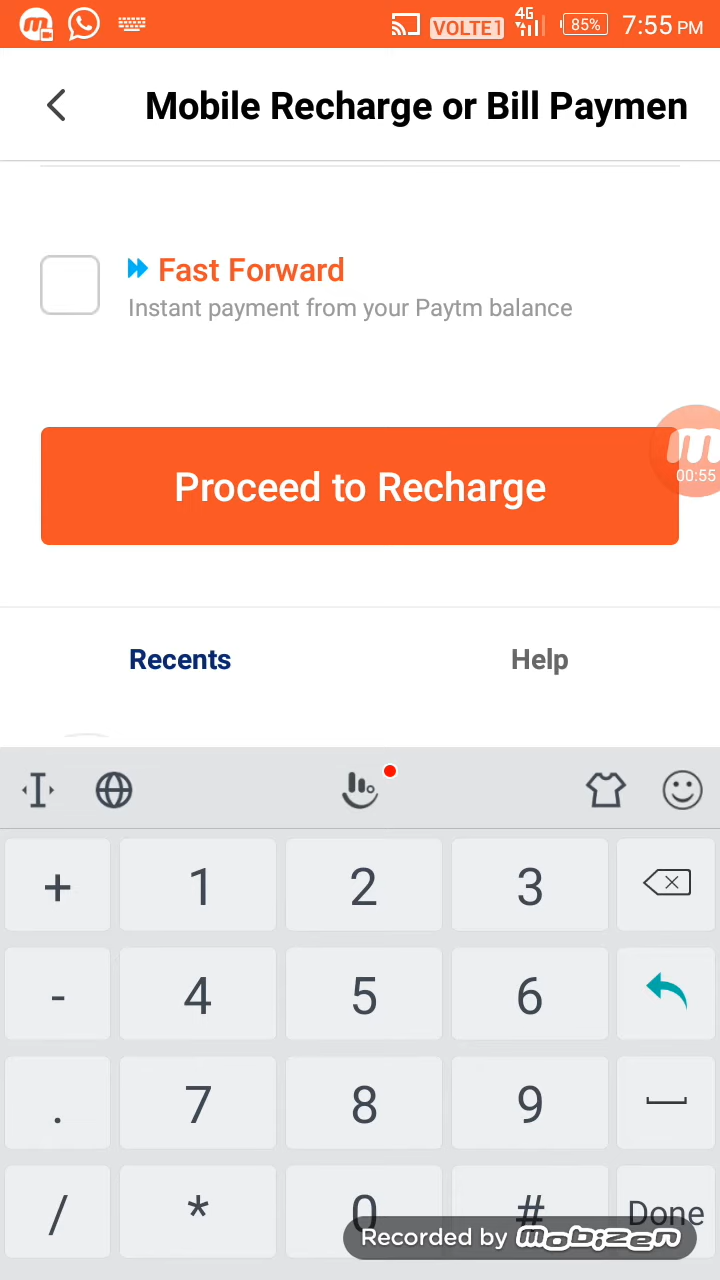 VOLTE1 4G 85% 7:55 PM
Mobile Recharge or Bill Paymen
Fast Forward
Instant payment from your Paytm balance
Proceed to Recharge
m
00:55
Recents Help
+ 1 2 3
- 4 5 6
. 7 8 9
/ * 0 # Done
Recorded by mobizen